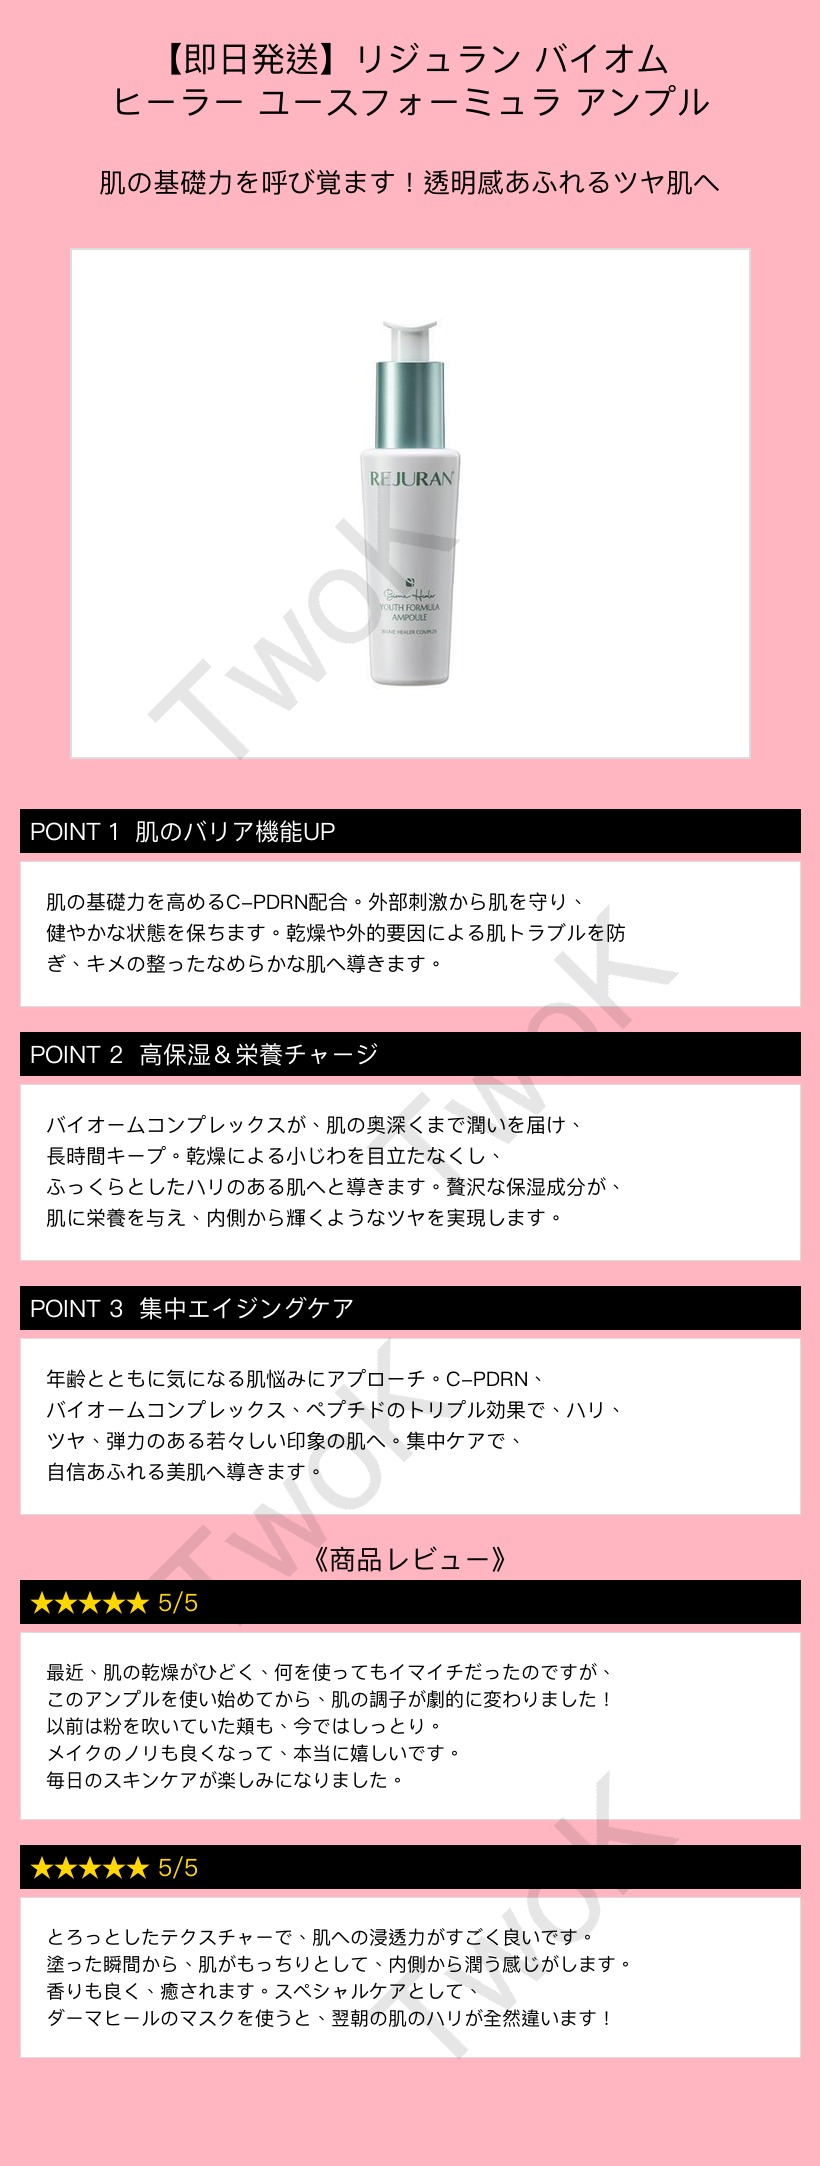 【即日発送】リジュラン バイオム
ヒーラー ユースフォーミュラ アンプル
肌の基礎力を呼び覚ます！透明感あふれるツヤ肌へ
REJURAN
Biome Healer
YOUTH FORMULA
AMPOULE
BIOME HEALER COMPLEX
TwoK
POINT 1 肌のバリア機能UP
肌の基礎力を高めるC-PDRN配合。外部刺激から肌を守り、
健やかな状態を保ちます。乾燥や外的要因による肌トラブルを防
ぎ、キメの整ったなめらかな肌へ導きます。
TwoK
POINT 2 高保湿＆栄養チャージ
バイオームコンプレックスが、肌の奥深くまで潤いを届け、
長時間キープ。乾燥による小じわを目立たなくし、
ふっくらとしたハリのある肌へと導きます。贅沢な保湿成分が、
肌に栄養を与え、内側から輝くようなツヤを実現します。
POINT 3 集中エイジングケア
年齢とともに気になる肌悩みにアプローチ。C-PDRN、
バイオームコンプレックス、ペプチドのトリプル効果で、ハリ、
ツヤ、弾力のある若々しい印象の肌へ。集中ケアで、
自信あふれる美肌へ導きます。
TwoK
《商品レビュー》
★★★★★ 5/5
最近、肌の乾燥がひどく、何を使ってもイマイチだったのですが、
このアンプルを使い始めてから、肌の調子が劇的に変わりました！
以前は粉を吹いていた頬も、今ではしっとり。
メイクのノリも良くなって、本当に嬉しいです。
毎日のスキンケアが楽しみになりました。
★★★★★ 5/5
とろっとしたテクスチャーで、肌への浸透力がすごく良いです。
塗った瞬間から、肌がもっちりとして、内側から潤う感じがします。
香りも良く、癒されます。スペシャルケアとして、
ダーマヒールのマスクを使うと、翌朝の肌のハリが全然違います！
TwoK